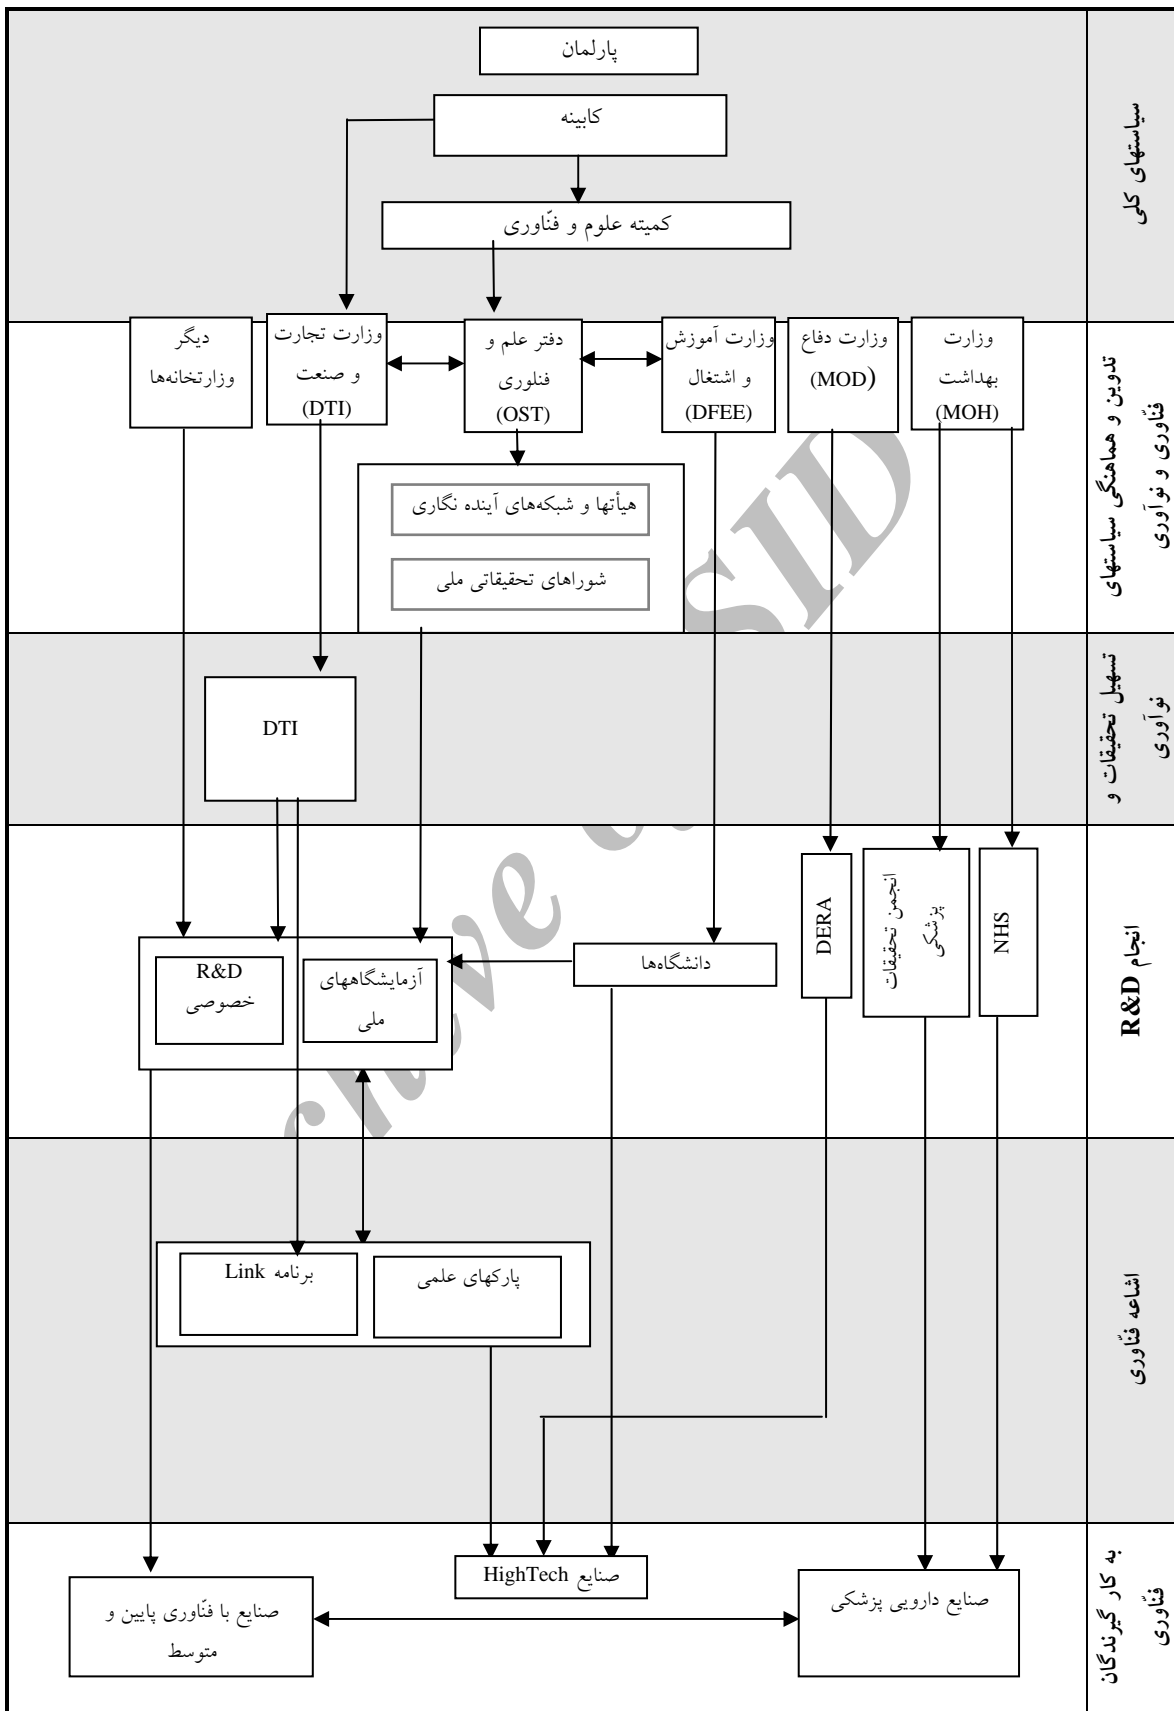 پارلمان
کابینه
کمیته علوم و فنّاوری
سیاستهای کلی
وزارت
بهداشت
(MOH)
وزارت دفاع
(MOD)
وزارت آموزش
و اشتغال
(DFEE)
دفتر علم و
فنلوری
(OST)
وزارت تجارت
و صنعت
(DTI)
دیگر
وزارتخانه‌ها
هیأتها و شبکه‌های آینده نگاری
شوراهای تحقیقاتی ملی
تدوین و هماهنگی سیاستهای
فنّاوری و نوآوری
DTI
تسهیل تحقیقات و
نوآوری
NHS
انجمن تحقیقات
پزشکی
DERA
دانشگاه‌ها
آزمایشگاههای
ملی
R&D
خصوصی
انجام R&D
پارکهای علمی
برنامه Link
اشاعه فنّاوری
صنایع HighTech
صنایع دارویی پزشکی
صنایع با فنّاوری پایین و
متوسط
به کار گیرندگان
فنّاوری
Archive of SID